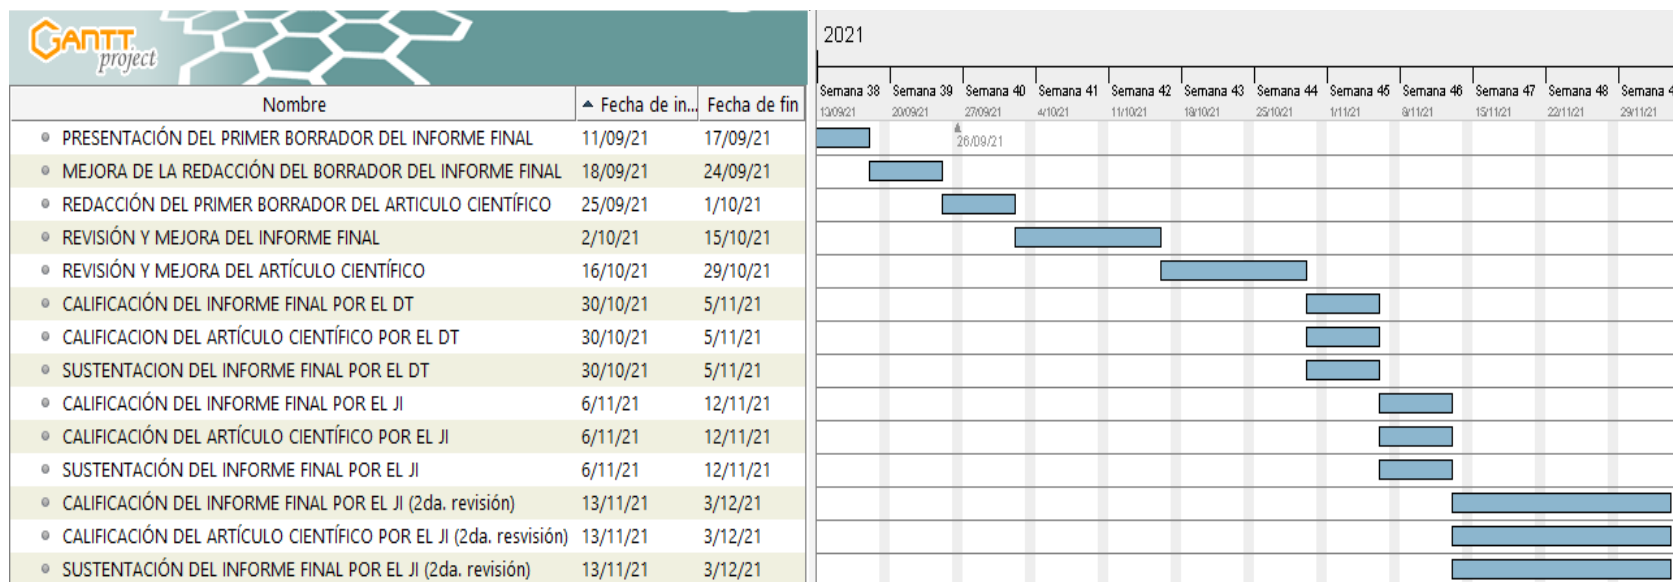 GANTT
project
2021
Semana 38 Semana 39 Semana 40 Semana 41 Semana 42 Semana 43 Semana 44 Semana 45 Semana 46 Semana 47 Semana 48 Semana 4
13/09/21 20/09/21 27/09/21 4/10/21 11/10/21 18/10/21 25/10/21 1/11/21 8/11/21 15/11/21 22/11/21 29/11/21
Nombre Fecha de in... Fecha de fin
PRESENTACIÓN DEL PRIMER BORRADOR DEL INFORME FINAL 11/09/21 17/09/21
26/09/21
MEJORA DE LA REDACCIÓN DEL BORRADOR DEL INFORME FINAL 18/09/21 24/09/21
REDACCIÓN DEL PRIMER BORRADOR DEL ARTICULO CIENTÍFICO 25/09/21 1/10/21
REVISIÓN Y MEJORA DEL INFORME FINAL 2/10/21 15/10/21
REVISIÓN Y MEJORA DEL ARTÍCULO CIENTÍFICO 16/10/21 29/10/21
CALIFICACIÓN DEL INFORME FINAL POR EL DT 30/10/21 5/11/21
CALIFICACION DEL ARTÍCULO CIENTÍFICO POR EL DT 30/10/21 5/11/21
SUSTENTACION DEL INFORME FINAL POR EL DT 30/10/21 5/11/21
CALIFICACIÓN DEL INFORME FINAL POR EL JI 6/11/21 12/11/21
CALIFICACIÓN DEL ARTÍCULO CIENTÍFICO POR EL JI 6/11/21 12/11/21
SUSTENTACIÓN DEL INFORME FINAL POR EL JI 6/11/21 12/11/21
CALIFICACIÓN DEL INFORME FINAL POR EL JI (2da. revisión) 13/11/21 3/12/21
CALIFICACIÓN DEL ARTÍCULO CIENTÍFICO POR EL JI (2da. resvisión) 13/11/21 3/12/21
SUSTENTACIÓN DEL INFORME FINAL POR EL JI (2da. revisión) 13/11/21 3/12/21